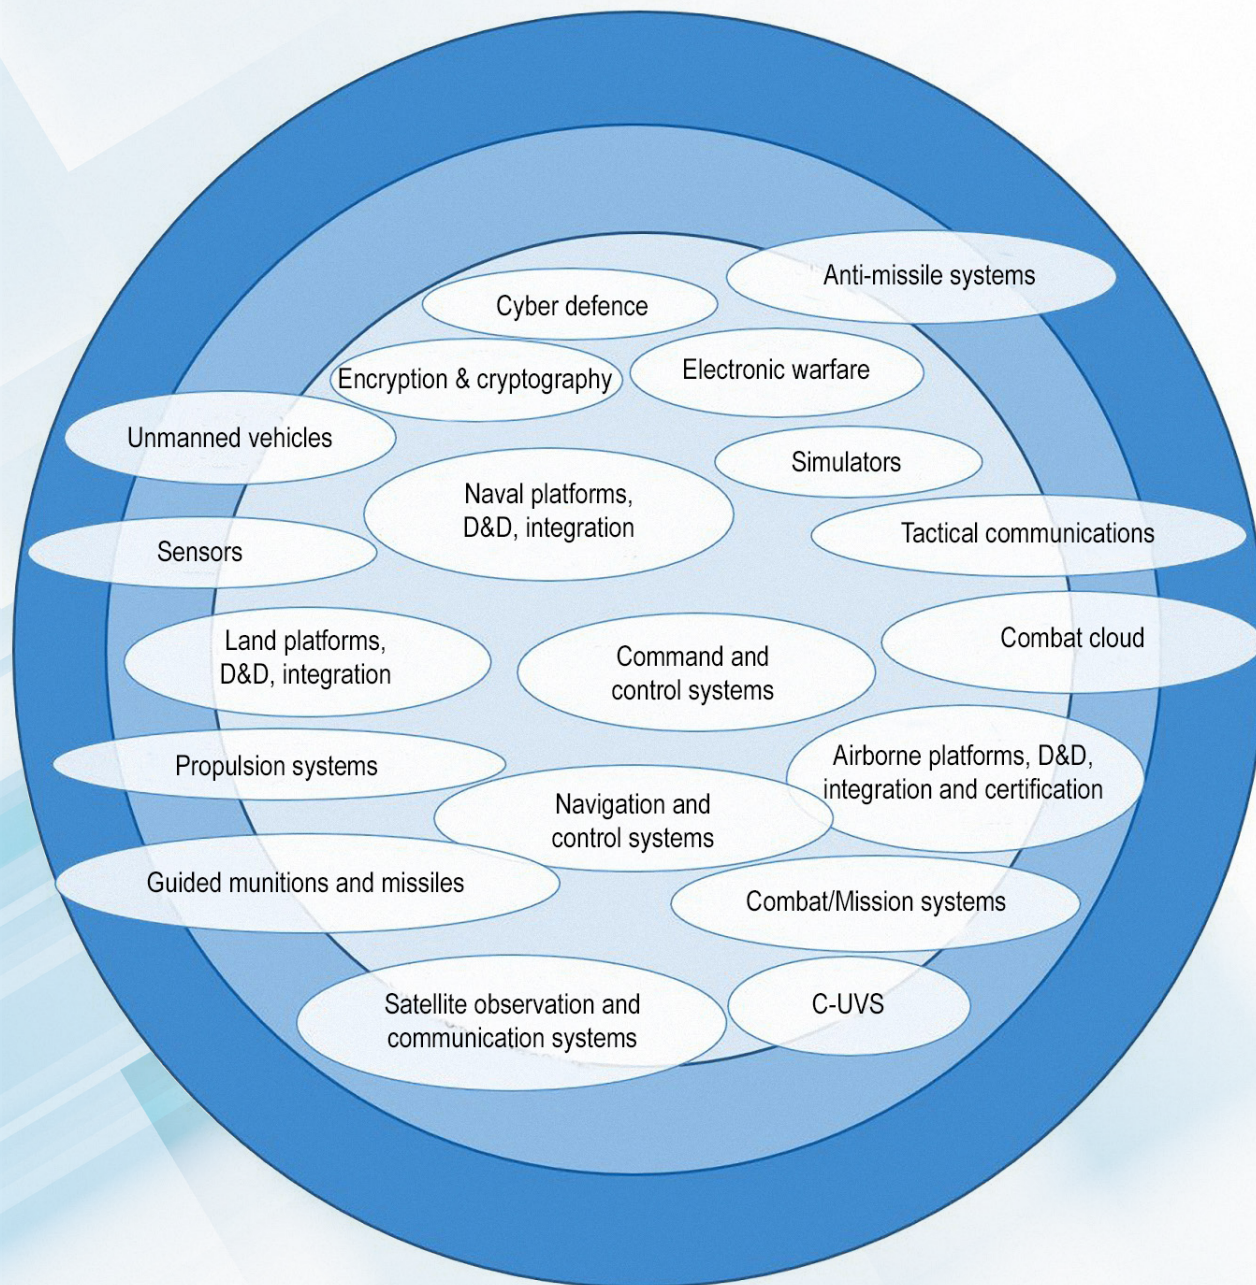 Anti-missile systems
Cyber defence
Electronic warfare
Encryption & cryptography
Unmanned vehicles
Simulators
Naval platforms,
D&D, integration
Tactical communications
Sensors
Combat cloud
Land platforms,
D&D, integration
Command and
control systems
Propulsion systems
Airborne platforms, D&D,
integration and certification
Navigation and
control systems
Guided munitions and missiles
Combat/Mission systems
Satellite observation and
communication systems
C-UVS